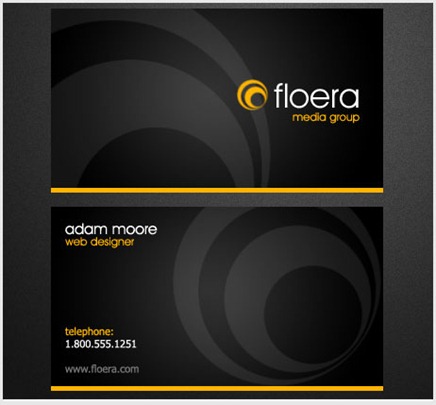 floera
media group
adam moore
web designer
telephone:
1.800.555.1251
www.floera.com